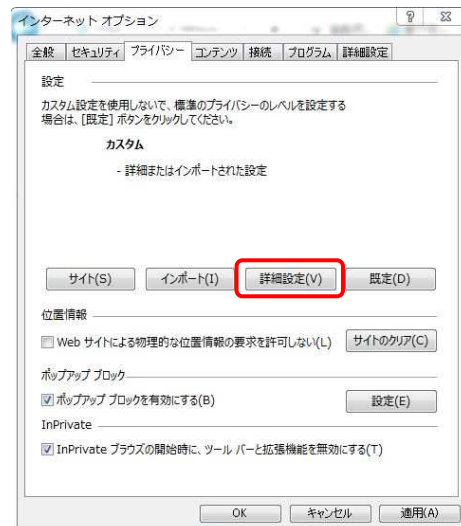 インターネット オプション
全般 セキュリティ プライバシー コンテンツ 接続 プログラム 詳細設定
設定
カスタム設定を使用しないで、標準のプライバシーのレベルを設定する
場合は、[既定] ボタンをクリックしてください。
カスタム
- 詳細またはインポートされた設定
サイト(S) インポート(I) 詳細設定(V) 既定(D)
位置情報
Web サイトによる物理的な位置情報の要求を許可しない(L) サイトのクリア(C)
ポップアップ ブロック
ポップアップ ブロックを有効にする(B) 設定(E)
InPrivate
InPrivate ブラウズの開始時に、ツール バーと拡張機能を無効にする(T)
OK キャンセル 適用(A)